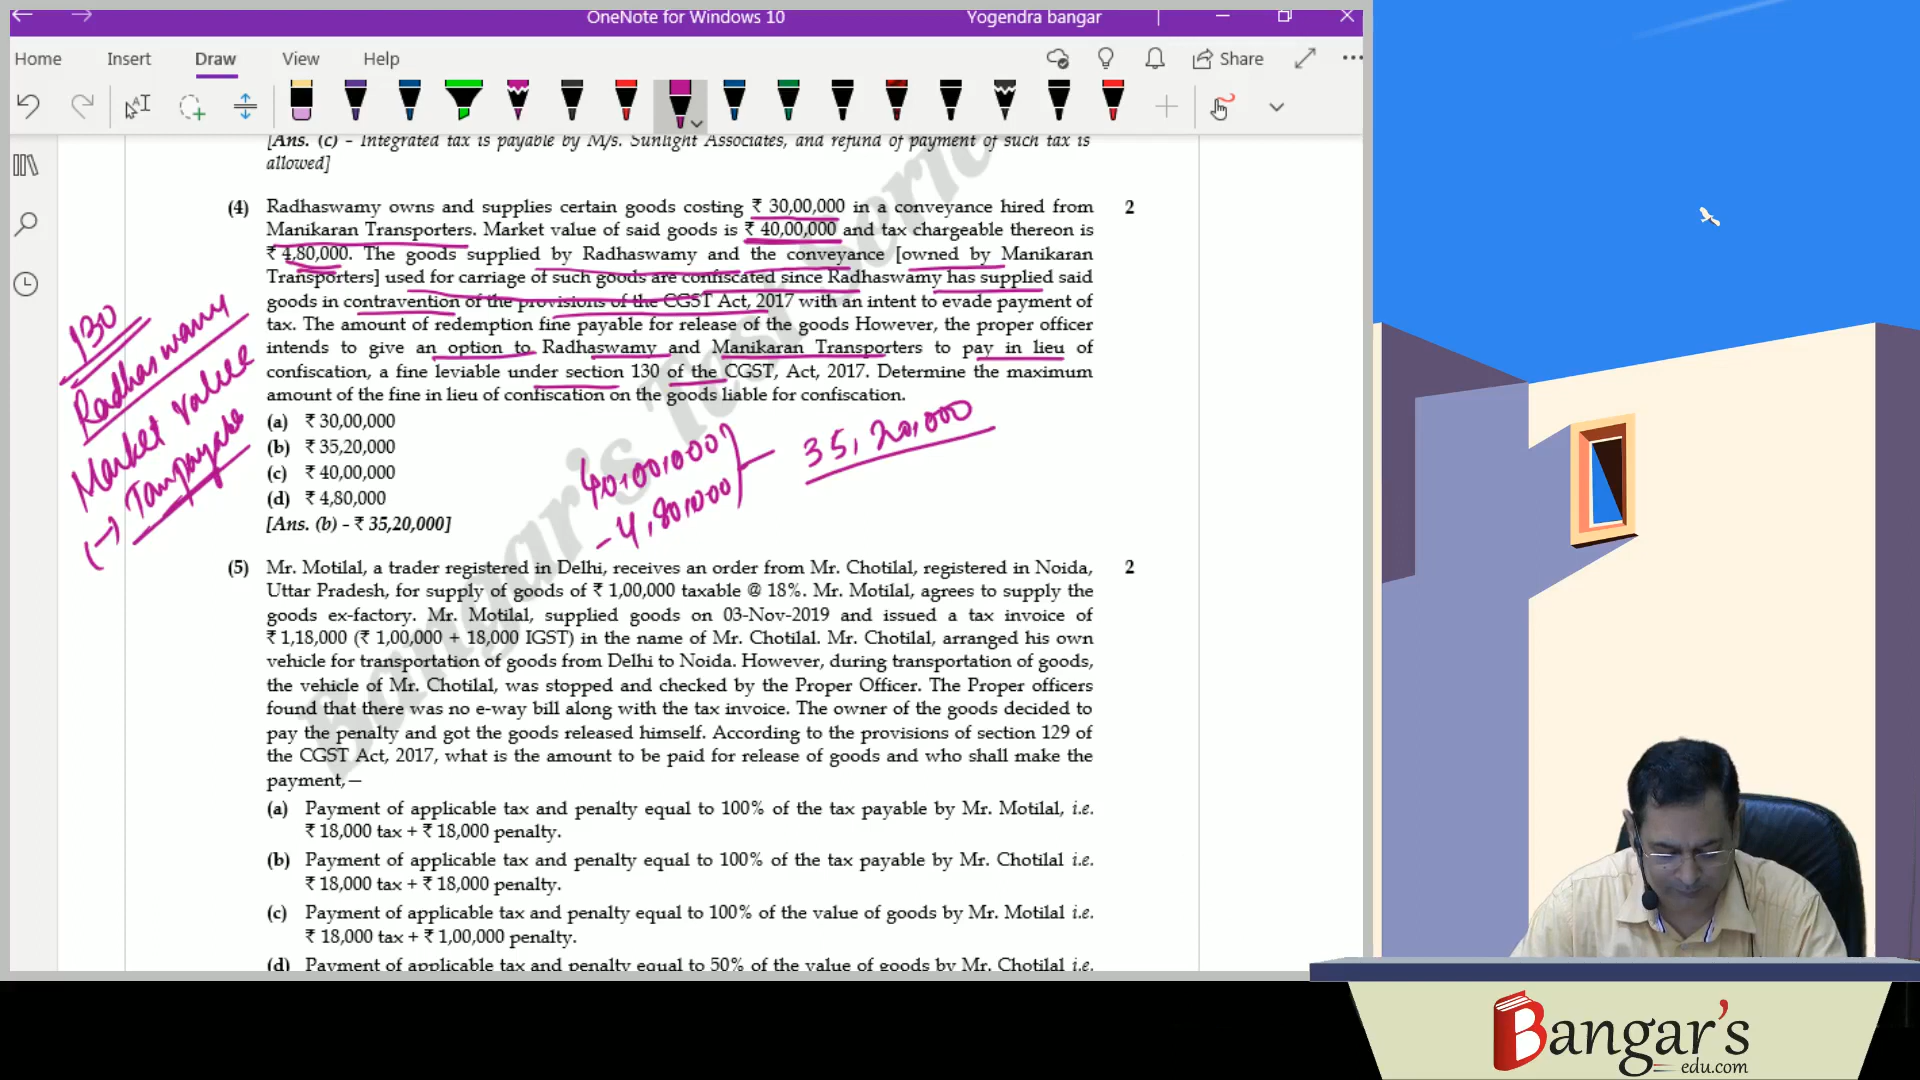 OneNote for Windows 10
Yogendra bangar
Home Insert Draw View Help
Share
[Ans. (c) - Integrated tax is payable by M/s. Sunlight Associates, and refund of payment of such tax is
allowed]
(4) Radhaswamy owns and supplies certain goods costing ₹ 30,00,000 in a conveyance hired from 2
Manikaran Transporters. Market value of said goods is ₹ 40,00,000 and tax chargeable thereon is
₹ 4,80,000. The goods supplied by Radhaswamy and the conveyance [owned by Manikaran
Transporters] used for carriage of such goods are confiscated since Radhaswamy has supplied said
goods in contravention of the provisions of the CGST Act, 2017 with an intent to evade payment of
tax. The amount of redemption fine payable for release of the goods However, the proper officer
intends to give an option to Radhaswamy and Manikaran Transporters to pay in lieu of
confiscation, a fine leviable under section 130 of the CGST, Act, 2017. Determine the maximum
amount of the fine in lieu of confiscation on the goods liable for confiscation.
(a) ₹ 30,00,000
(b) ₹ 35,20,000
(c) ₹ 40,00,000
(d) ₹ 4,80,000
[Ans. (b) - ₹ 35,20,000]
130
Radhaswamy
Market value
(-) Taxpayable
40,00,000
- 4,80,000
35,20,000
(5) Mr. Motilal, a trader registered in Delhi, receives an order from Mr. Chotilal, registered in Noida, 2
Uttar Pradesh, for supply of goods of ₹ 1,00,000 taxable @ 18%. Mr. Motilal, agrees to supply the
goods ex-factory. Mr. Motilal, supplied goods on 03-Nov-2019 and issued a tax invoice of
₹ 1,18,000 (₹ 1,00,000 + 18,000 IGST) in the name of Mr. Chotilal. Mr. Chotilal, arranged his own
vehicle for transportation of goods from Delhi to Noida. However, during transportation of goods,
the vehicle of Mr. Chotilal, was stopped and checked by the Proper Officer. The Proper officers
found that there was no e-way bill along with the tax invoice. The owner of the goods decided to
pay the penalty and got the goods released himself. According to the provisions of section 129 of
the CGST Act, 2017, what is the amount to be paid for release of goods and who shall make the
payment,—
(a) Payment of applicable tax and penalty equal to 100% of the tax payable by Mr. Motilal, i.e.
₹ 18,000 tax + ₹ 18,000 penalty.
(b) Payment of applicable tax and penalty equal to 100% of the tax payable by Mr. Chotilal i.e.
₹ 18,000 tax + ₹ 18,000 penalty.
(c) Payment of applicable tax and penalty equal to 100% of the value of goods by Mr. Motilal i.e.
₹ 18,000 tax + ₹ 1,00,000 penalty.
(d) Payment of applicable tax and penalty equal to 50% of the value of goods by Mr. Chotilal i.e.
Bangar's Test Serie
Bangar's
edu.com